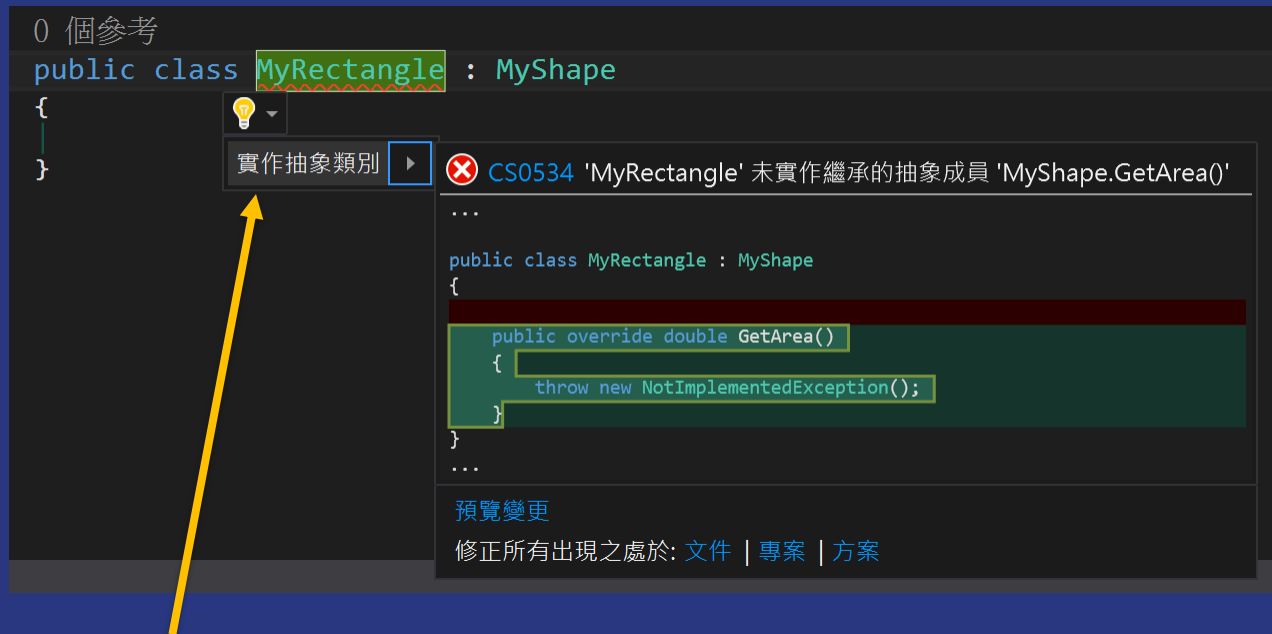 0 個參考
public class MyRectangle : MyShape
{
}
實作抽象類別
CS0534 'MyRectangle' 未實作繼承的抽象成員 'MyShape.GetArea()'
...
public class MyRectangle : MyShape
{
public override double GetArea()
{
throw new NotImplementedException();
}
}
...
預覽變更
修正所有出現之處於: 文件 | 專案 | 方案